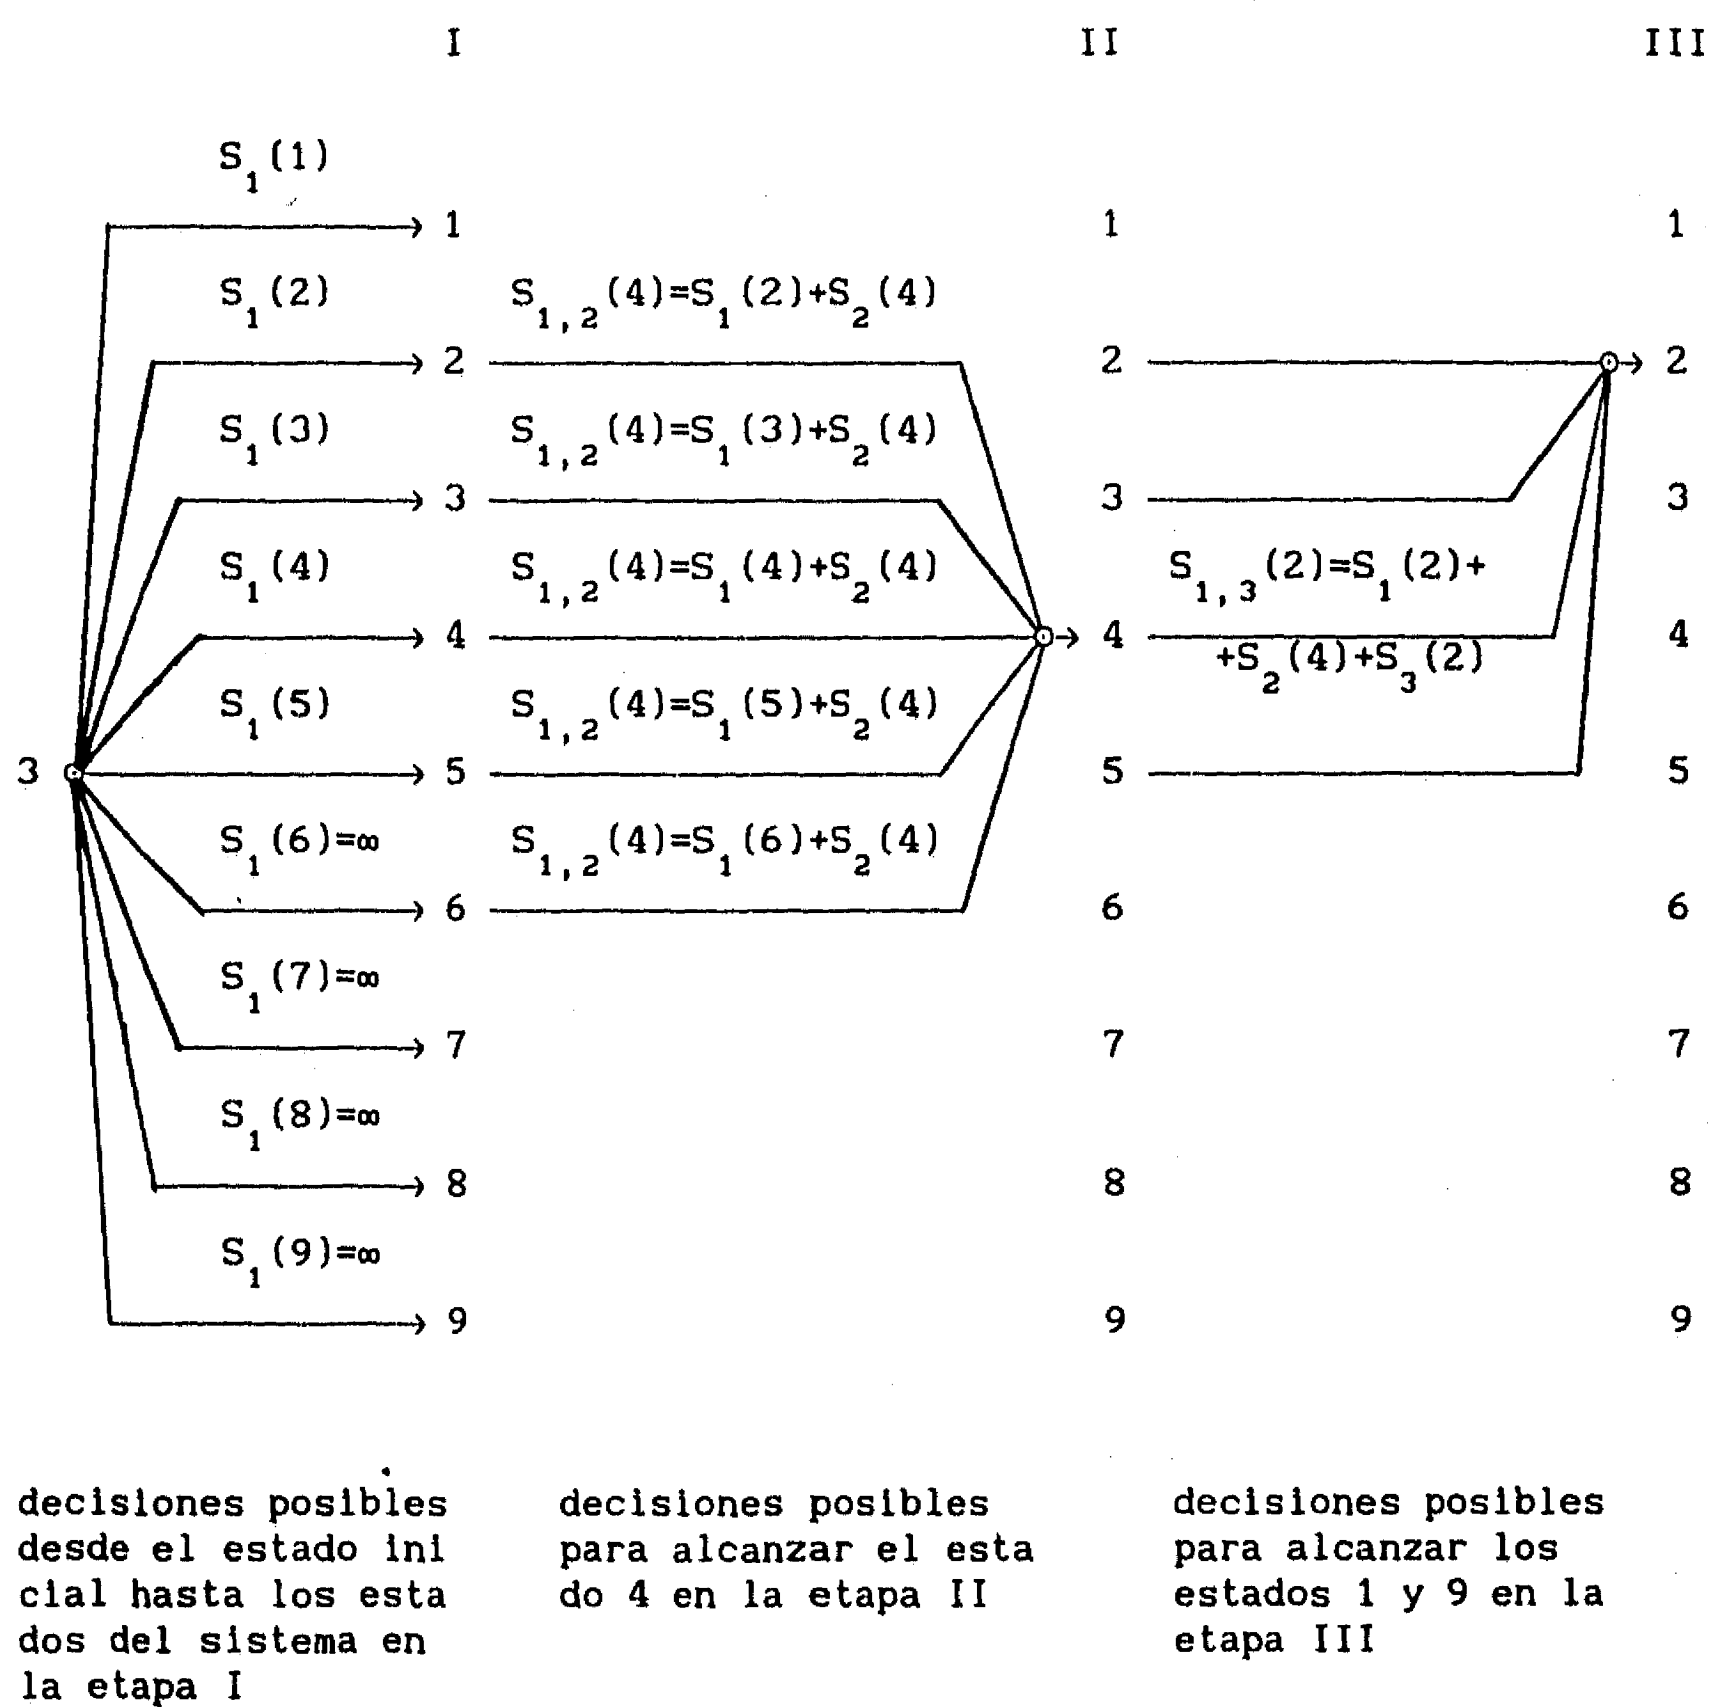 I II III
S1(1)
1 1 1
S1(2) S1,2(4)=S1(2)+S2(4)
2 2 2
S1(3) S1,2(4)=S1(3)+S2(4)
3 3 3
S1(4) S1,2(4)=S1(4)+S2(4) S1,3(2)=S1(2)+
4 4 4
+S2(4)+S3(2)
S1(5) S1,2(4)=S1(5)+S2(4)
3 5 5 5
S1(6)=∞ S1,2(4)=S1(6)+S2(4)
6 6 6
S1(7)=∞
7 7 7
S1(8)=∞
8 8 8
S1(9)=∞
9 9 9
decisiones posibles
desde el estado ini
cial hasta los esta
dos del sistema en
la etapa I
decisiones posibles
para alcanzar el esta
do 4 en la etapa II
decisiones posibles
para alcanzar los
estados 1 y 9 en la
etapa III